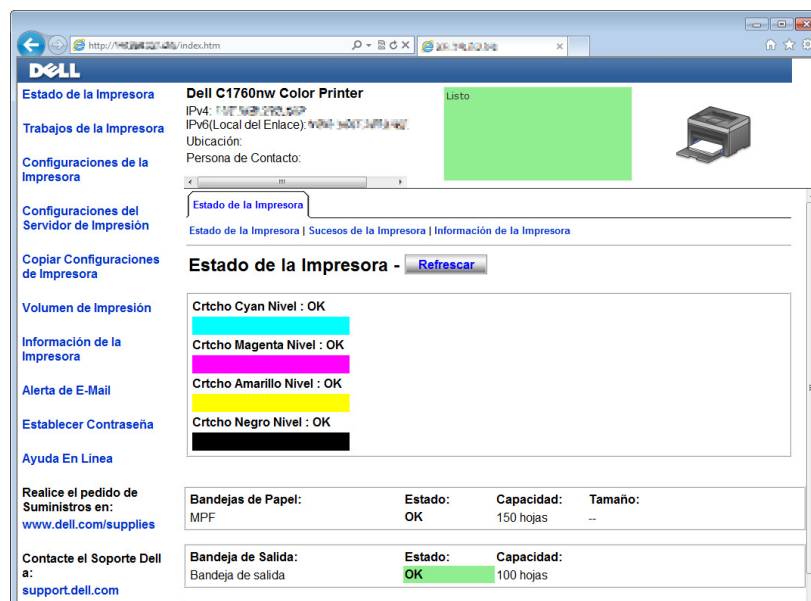 http:// /index.htm
DELL
Estado de la Impresora
Trabajos de la Impresora
Configuraciones de la
Impresora
Configuraciones del
Servidor de Impresión
Copiar Configuraciones
de Impresora
Volumen de Impresión
Información de la
Impresora
Alerta de E-Mail
Establecer Contraseña
Ayuda En Linea
Realice el pedido de
Suministros en:
www.dell.com/supplies
Contacte el Soporte Dell
a:
support.dell.com
Dell C1760nw Color Printer
IPv4:
IPv6(Local del Enlace):
Ubicación:
Persona de Contacto:
Listo
Estado de la Impresora
Estado de la Impresora | Sucesos de la Impresora | Información de la Impresora
Estado de la Impresora - Refrescar
Crtcho Cyan Nivel : OK
Crtcho Magenta Nivel : OK
Crtcho Amarillo Nivel : OK
Crtcho Negro Nivel : OK
Bandejas de Papel: Estado: Capacidad: Tamaño:
MPF OK 150 hojas --
Bandeja de Salida: Estado: Capacidad:
Bandeja de salida OK 100 hojas